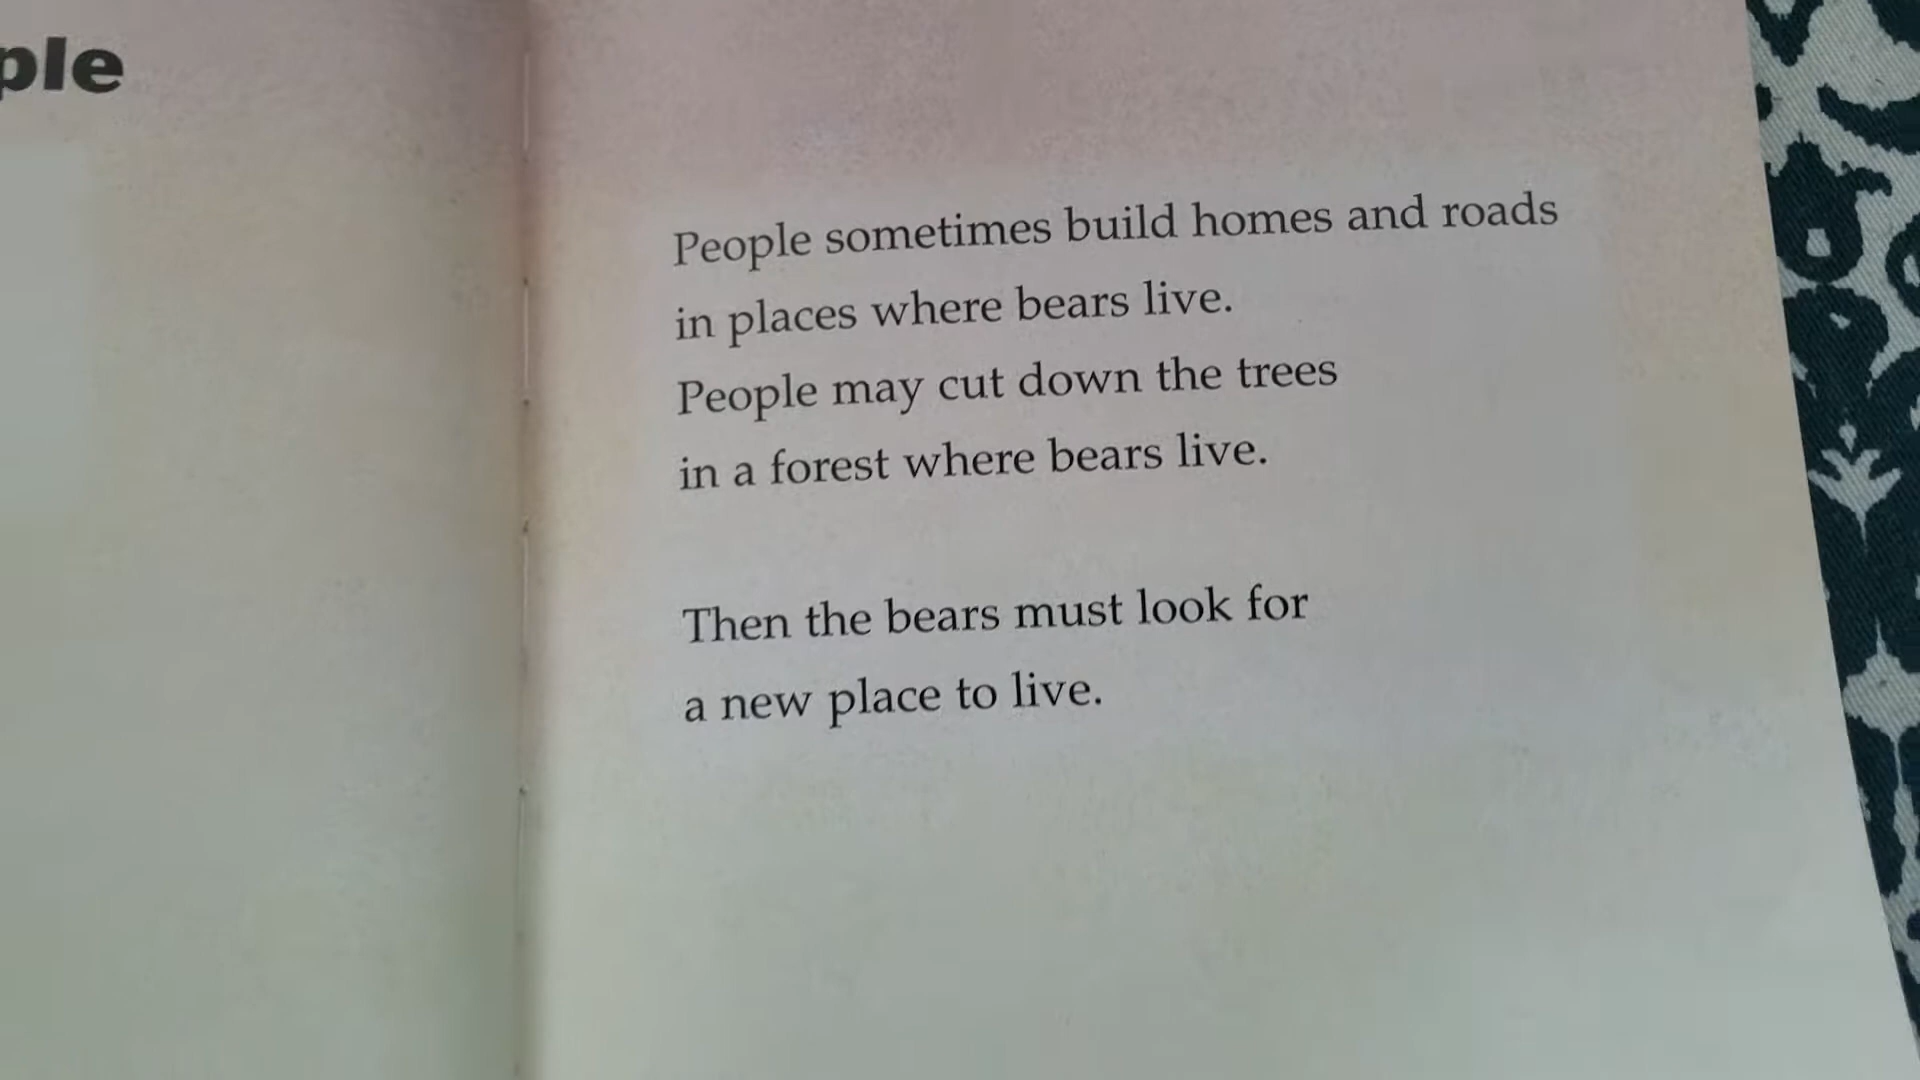 ple
People sometimes build homes and roads
in places where bears live.
People may cut down the trees
in a forest where bears live.
Then the bears must look for
a new place to live.